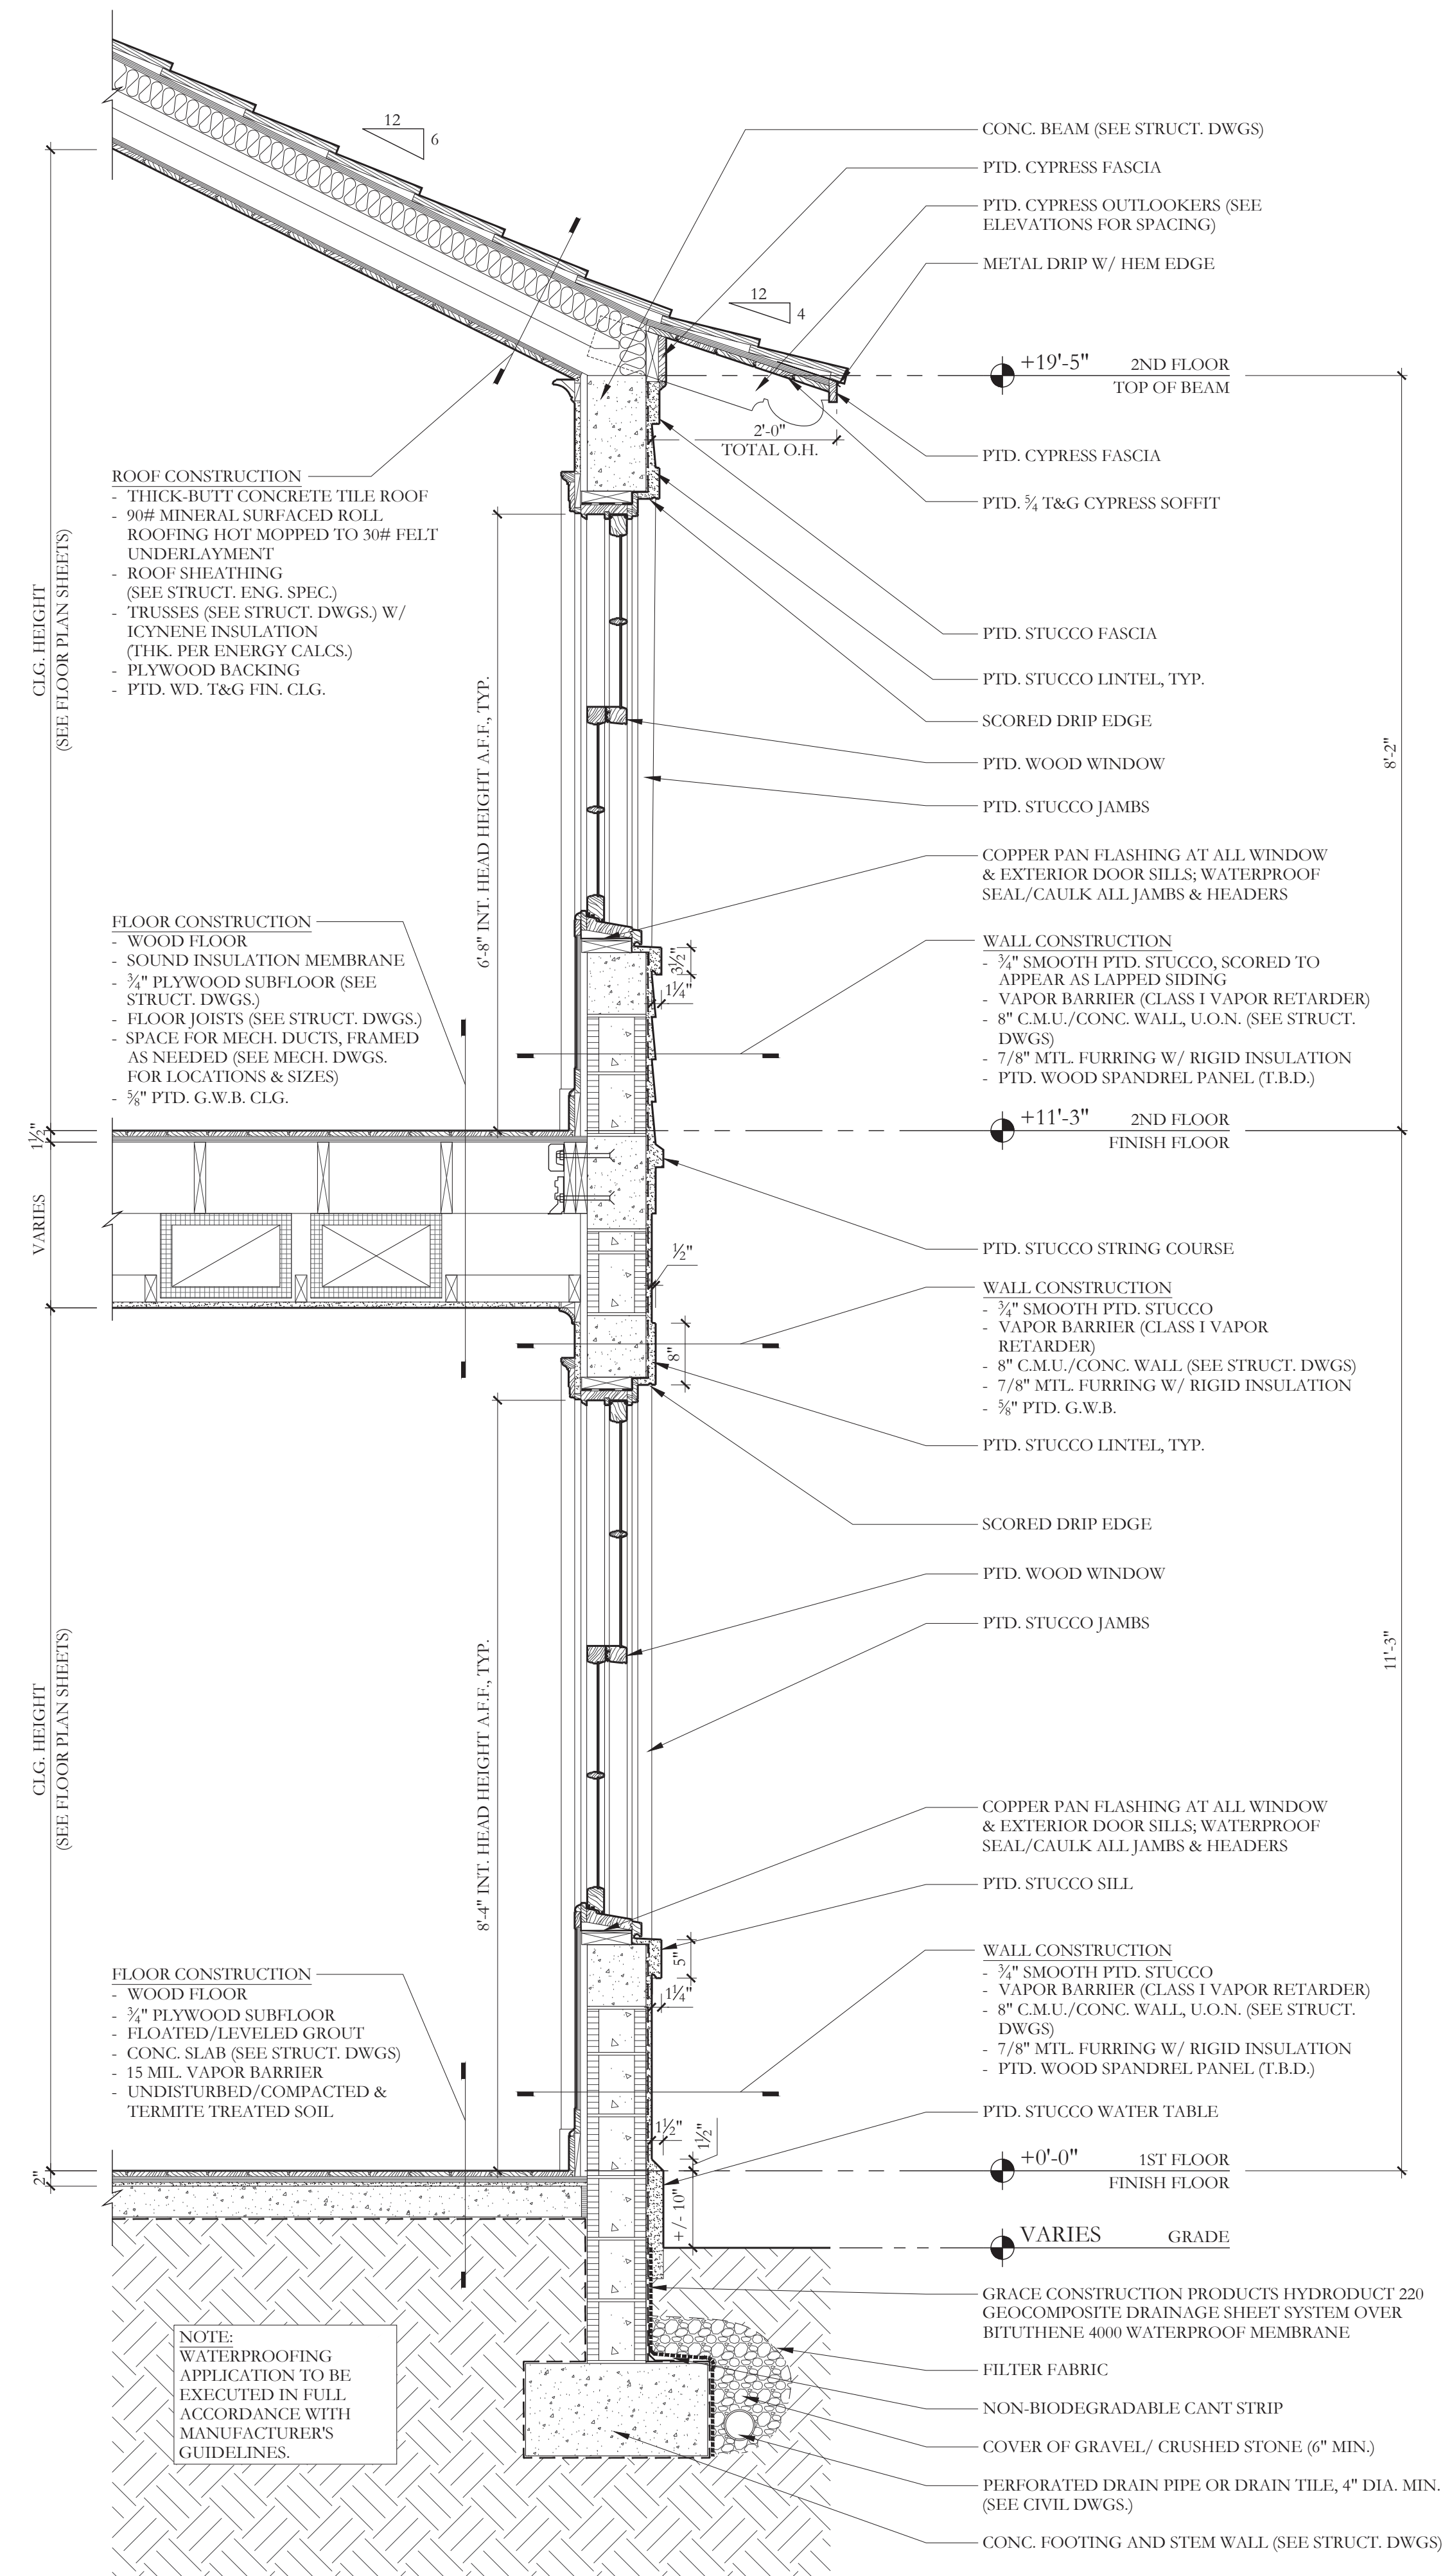 12
6
CONC. BEAM (SEE STRUCT. DWGS)
PTD. CYPRESS FASCIA
PTD. CYPRESS OUTLOOKERS (SEE
ELEVATIONS FOR SPACING)
METAL DRIP W/ HEM EDGE
12
4
+19'-5" 2ND FLOOR
TOP OF BEAM
2'-0"
TOTAL O.H.
PTD. CYPRESS FASCIA
PTD. 5/4 T&G CYPRESS SOFFIT
ROOF CONSTRUCTION
- THICK-BUTT CONCRETE TILE ROOF
- 90# MINERAL SURFACED ROLL
ROOFING HOT MOPPED TO 30# FELT
UNDERLAYMENT
- ROOF SHEATHING
(SEE STRUCT. ENG. SPEC.)
- TRUSSES (SEE STRUCT. DWGS.) W/
ICYNENE INSULATION
(THK. PER ENERGY CALCS.)
- PLYWOOD BACKING
- PTD. WD. T&G FIN. CLG.
CLG. HEIGHT
(SEE FLOOR PLAN SHEETS)
6'-8" INT. HEAD HEIGHT A.F.F., TYP.
PTD. STUCCO FASCIA
PTD. STUCCO LINTEL, TYP.
SCORED DRIP EDGE
PTD. WOOD WINDOW
PTD. STUCCO JAMBS
8'-2"
COPPER PAN FLASHING AT ALL WINDOW
& EXTERIOR DOOR SILLS; WATERPROOF
SEAL/CAULK ALL JAMBS & HEADERS
3½"
1¼"
WALL CONSTRUCTION
- ¾" SMOOTH PTD. STUCCO, SCORED TO
APPEAR AS LAPPED SIDING
- VAPOR BARRIER (CLASS I VAPOR RETARDER)
- 8" C.M.U./CONC. WALL, U.O.N. (SEE STRUCT.
DWGS)
- 7/8" MTL. FURRING W/ RIGID INSULATION
- PTD. WOOD SPANDREL PANEL (T.B.D.)
FLOOR CONSTRUCTION
- WOOD FLOOR
- SOUND INSULATION MEMBRANE
- ¾" PLYWOOD SUBFLOOR (SEE
STRUCT. DWGS.)
- FLOOR JOISTS (SEE STRUCT. DWGS.)
- SPACE FOR MECH. DUCTS, FRAMED
AS NEEDED (SEE MECH. DWGS.
FOR LOCATIONS & SIZES)
- ⅝" PTD. G.W.B. CLG.
+11'-3" 2ND FLOOR
FINISH FLOOR
1½"
VARIES
PTD. STUCCO STRING COURSE
½"
8"
WALL CONSTRUCTION
- ¾" SMOOTH PTD. STUCCO
- VAPOR BARRIER (CLASS I VAPOR
RETARDER)
- 8" C.M.U./CONC. WALL (SEE STRUCT. DWGS)
- 7/8" MTL. FURRING W/ RIGID INSULATION
- ⅝" PTD. G.W.B.
PTD. STUCCO LINTEL, TYP.
SCORED DRIP EDGE
PTD. WOOD WINDOW
PTD. STUCCO JAMBS
11'-3"
CLG. HEIGHT
(SEE FLOOR PLAN SHEETS)
8'-4" INT. HEAD HEIGHT A.F.F., TYP.
COPPER PAN FLASHING AT ALL WINDOW
& EXTERIOR DOOR SILLS; WATERPROOF
SEAL/CAULK ALL JAMBS & HEADERS
PTD. STUCCO SILL
5"
1¼"
WALL CONSTRUCTION
- ¾" SMOOTH PTD. STUCCO
- VAPOR BARRIER (CLASS I VAPOR RETARDER)
- 8" C.M.U./CONC. WALL, U.O.N. (SEE STRUCT.
DWGS)
- 7/8" MTL. FURRING W/ RIGID INSULATION
- PTD. WOOD SPANDREL PANEL (T.B.D.)
FLOOR CONSTRUCTION
- WOOD FLOOR
- ¾" PLYWOOD SUBFLOOR
- FLOATED/LEVELED GROUT
- CONC. SLAB (SEE STRUCT. DWGS)
- 15 MIL. VAPOR BARRIER
- UNDISTURBED/COMPACTED &
TERMITE TREATED SOIL
PTD. STUCCO WATER TABLE
1½"
1½"
+/- 10"
2"
+0'-0" 1ST FLOOR
FINISH FLOOR
VARIES GRADE
GRACE CONSTRUCTION PRODUCTS HYDRODUCT 220
GEOCOMPOSITE DRAINAGE SHEET SYSTEM OVER
BITUTHENE 4000 WATERPROOF MEMBRANE
FILTER FABRIC
NON-BIODEGRADABLE CANT STRIP
COVER OF GRAVEL/ CRUSHED STONE (6" MIN.)
PERFORATED DRAIN PIPE OR DRAIN TILE, 4" DIA. MIN.
(SEE CIVIL DWGS.)
CONC. FOOTING AND STEM WALL (SEE STRUCT. DWGS)
NOTE:
WATERPROOFING
APPLICATION TO BE
EXECUTED IN FULL
ACCORDANCE WITH
MANUFACTURER'S
GUIDELINES.